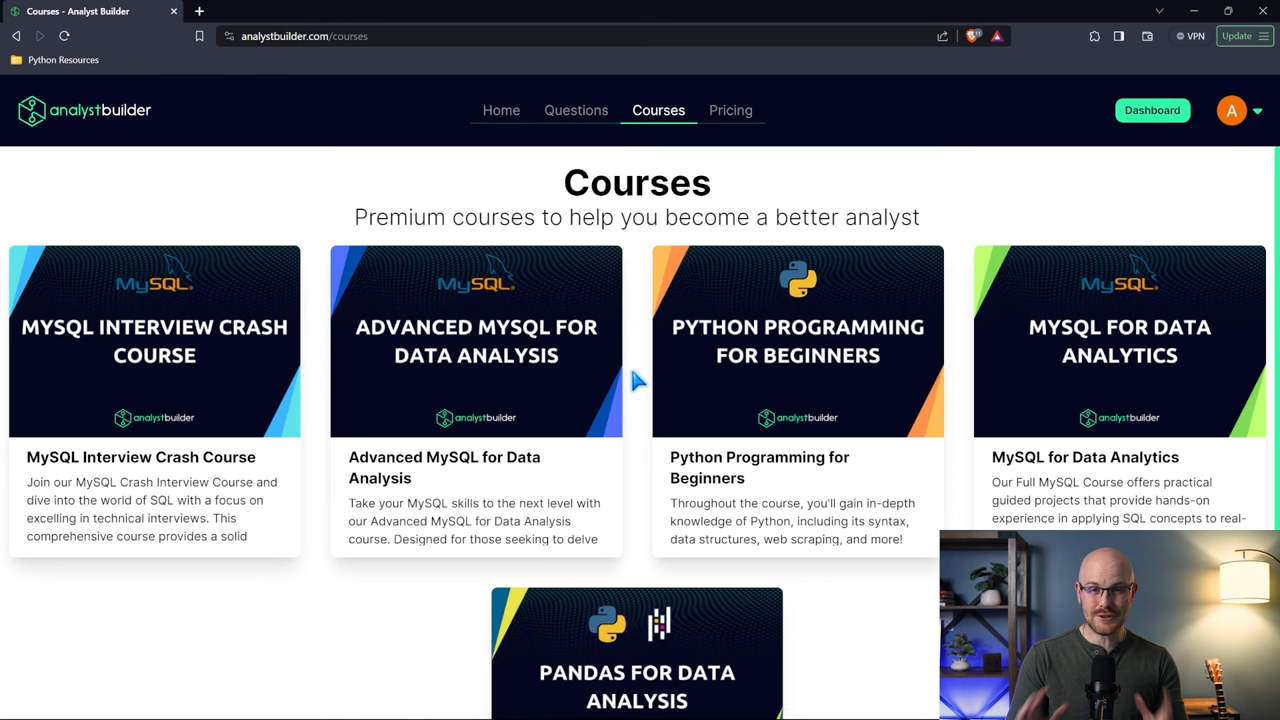 Courses - Analyst Builder
analystbuilder.com/courses
VPN
Update
Python Resources
analystbuilder
Home
Questions
Courses
Pricing
Dashboard
A
Courses
Premium courses to help you become a better analyst
MySQL
MYSQL INTERVIEW CRASH
COURSE
analystbuilder
MySQL Interview Crash Course
Join our MySQL Crash Interview Course and
dive into the world of SQL with a focus on
excelling in technical interviews. This
comprehensive course provides a solid
MySQL
ADVANCED MYSQL FOR
DATA ANALYSIS
analystbuilder
Advanced MySQL for Data
Analysis
Take your MySQL skills to the next level with
our Advanced MySQL for Data Analysis
course. Designed for those seeking to delve
PYTHON PROGRAMMING
FOR BEGINNERS
analystbuilder
Python Programming for
Beginners
Throughout the course, you'll gain in-depth
knowledge of Python, including its syntax,
data structures, web scraping, and more!
MySQL
MYSQL FOR DATA
ANALYTICS
analystbuilder
MySQL for Data Analytics
Our Full MySQL Course offers practical
guided projects that provide hands-on
experience in applying SQL concepts to real-
PANDAS FOR DATA
ANALYSIS